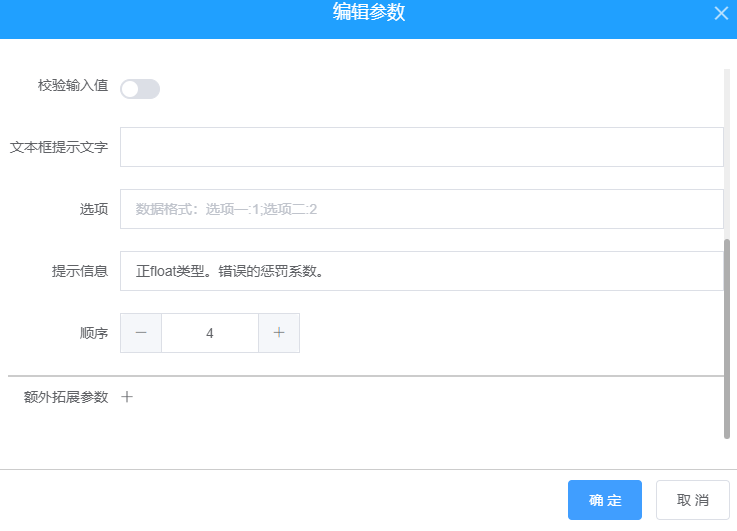 编辑参数
校验输入值
文本框提示文字
选项 数据格式：选项一:1;选项二:2
提示信息 正float类型。错误的惩罚系数。
顺序 4
额外拓展参数
确 定 取 消